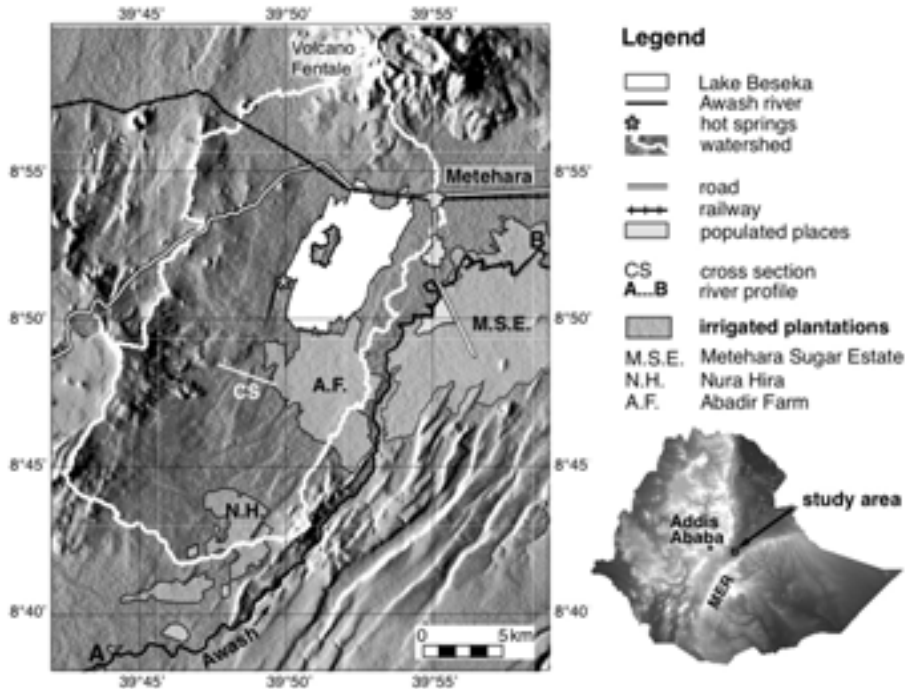 39°45' 39°50' 39°55'
Volcano
Fentale
8°55' 8°55'
Metehara
B
8°50' 8°50'
M.S.E.
A.F.
CS
8°45' 8°45'
N.H.
8°40' 8°40'
A
Awash
0 5km
39°45' 39°50' 39°55'
Legend
Lake Beseka
Awash river
hot springs
watershed
road
railway
populated places
CS cross section
A...B river profile
irrigated plantations
M.S.E. Metehara Sugar Estate
N.H. Nura Hira
A.F. Abadir Farm
study area
Addis
Ababa
MER